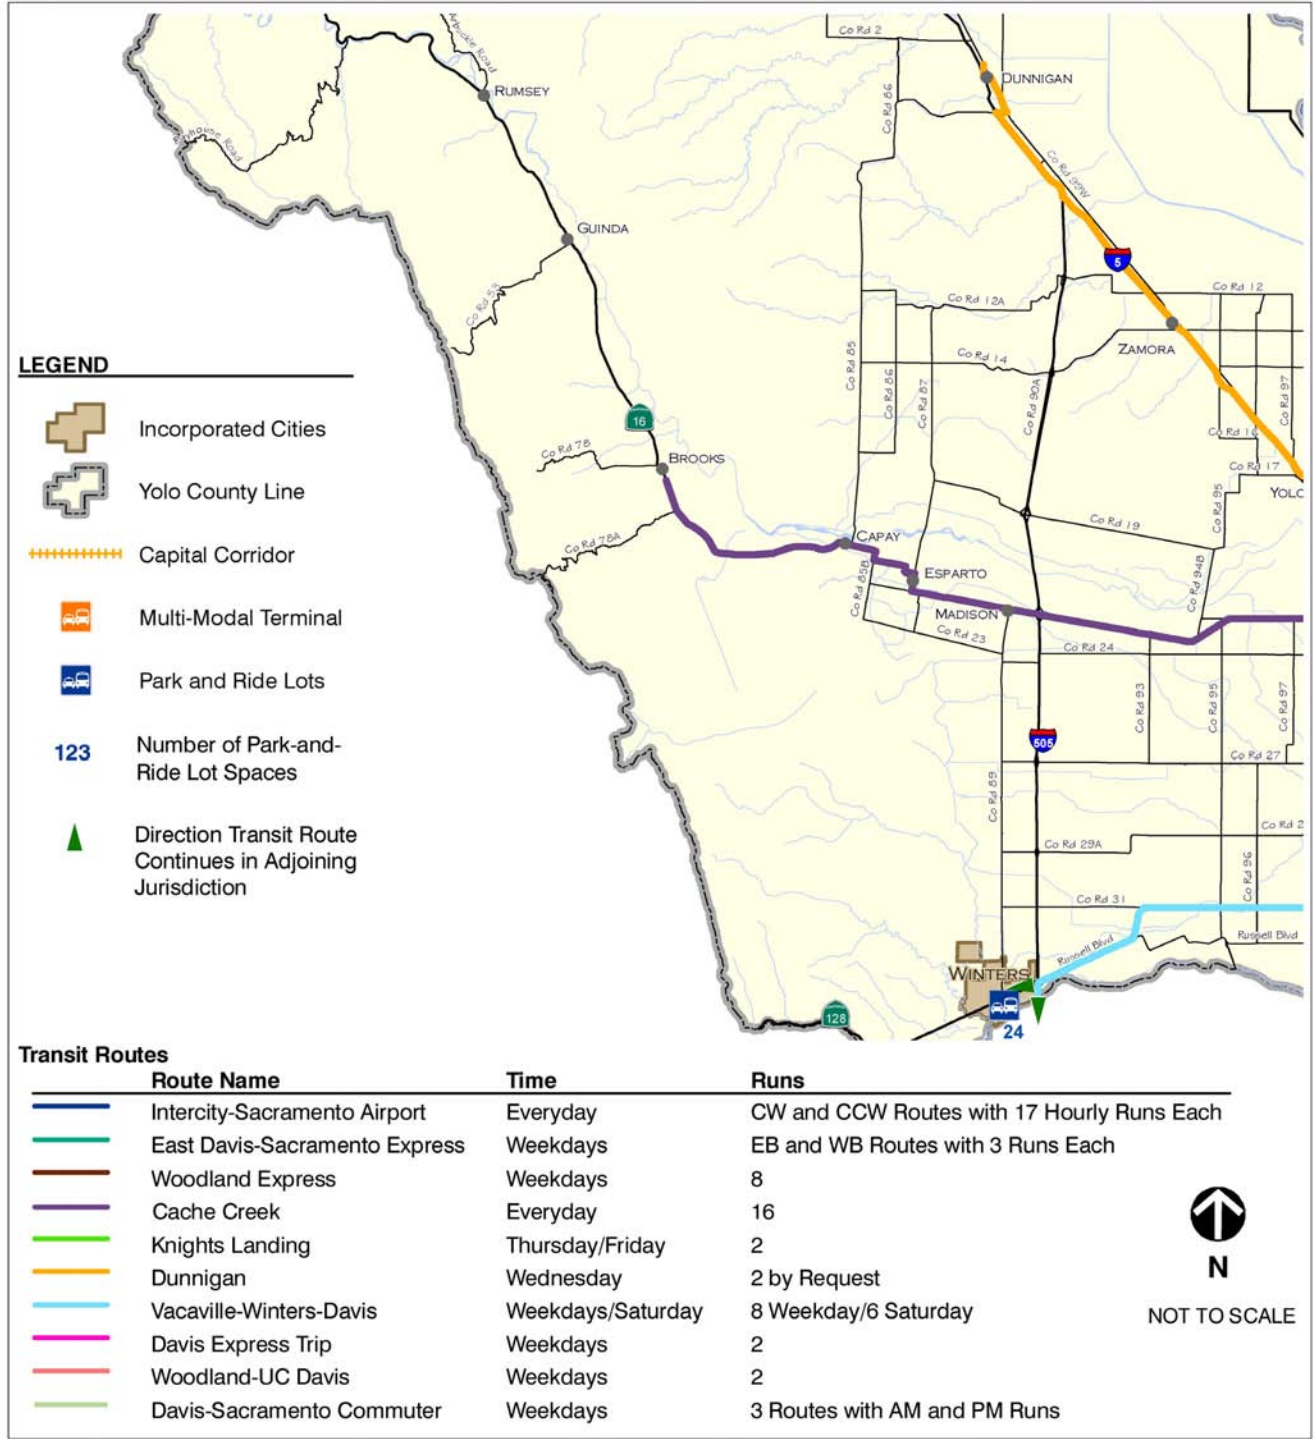 Co Rd 2
Arbuckle Road
DUNNIGAN
RUMSEY
Co Rd 86
Road
Co Rd 99W
GUINDA
5
Co Rd 53
Co Rd 12A
Co Rd 12
ZAMORA
Co Rd 14
Co Rd 85
Co Rd 86
Co Rd 87
Co Rd 90A
Co Rd 97
16
Co Rd 16
Co Rd 78
BROOKS
Co Rd 17
YOLO
Co Rd 95
Co Rd 19
CAPAY
Co Rd 78A
ESPARTO
Co Rd 85B
Co Rd 94B
MADISON
Co Rd 23
Co Rd 24
Co Rd 93
Co Rd 95
Co Rd 97
505
Co Rd 27
Co Rd 89
Co Rd 2
Co Rd 29A
Co Rd 96
Co Rd 31
Russell Blvd
Russell Blvd
WINTERS
128
24
LEGEND
Incorporated Cities
Yolo County Line
Capital Corridor
Multi-Modal Terminal
Park and Ride Lots
123 Number of Park-and-
Ride Lot Spaces
Direction Transit Route
Continues in Adjoining
Jurisdiction
Transit Routes
Route Name Time Runs
Intercity-Sacramento Airport Everyday CW and CCW Routes with 17 Hourly Runs Each
East Davis-Sacramento Express Weekdays EB and WB Routes with 3 Runs Each
Woodland Express Weekdays 8
Cache Creek Everyday 16
Knights Landing Thursday/Friday 2
Dunnigan Wednesday 2 by Request
Vacaville-Winters-Davis Weekdays/Saturday 8 Weekday/6 Saturday
Davis Express Trip Weekdays 2
Woodland-UC Davis Weekdays 2
Davis-Sacramento Commuter Weekdays 3 Routes with AM and PM Runs
N
NOT TO SCALE